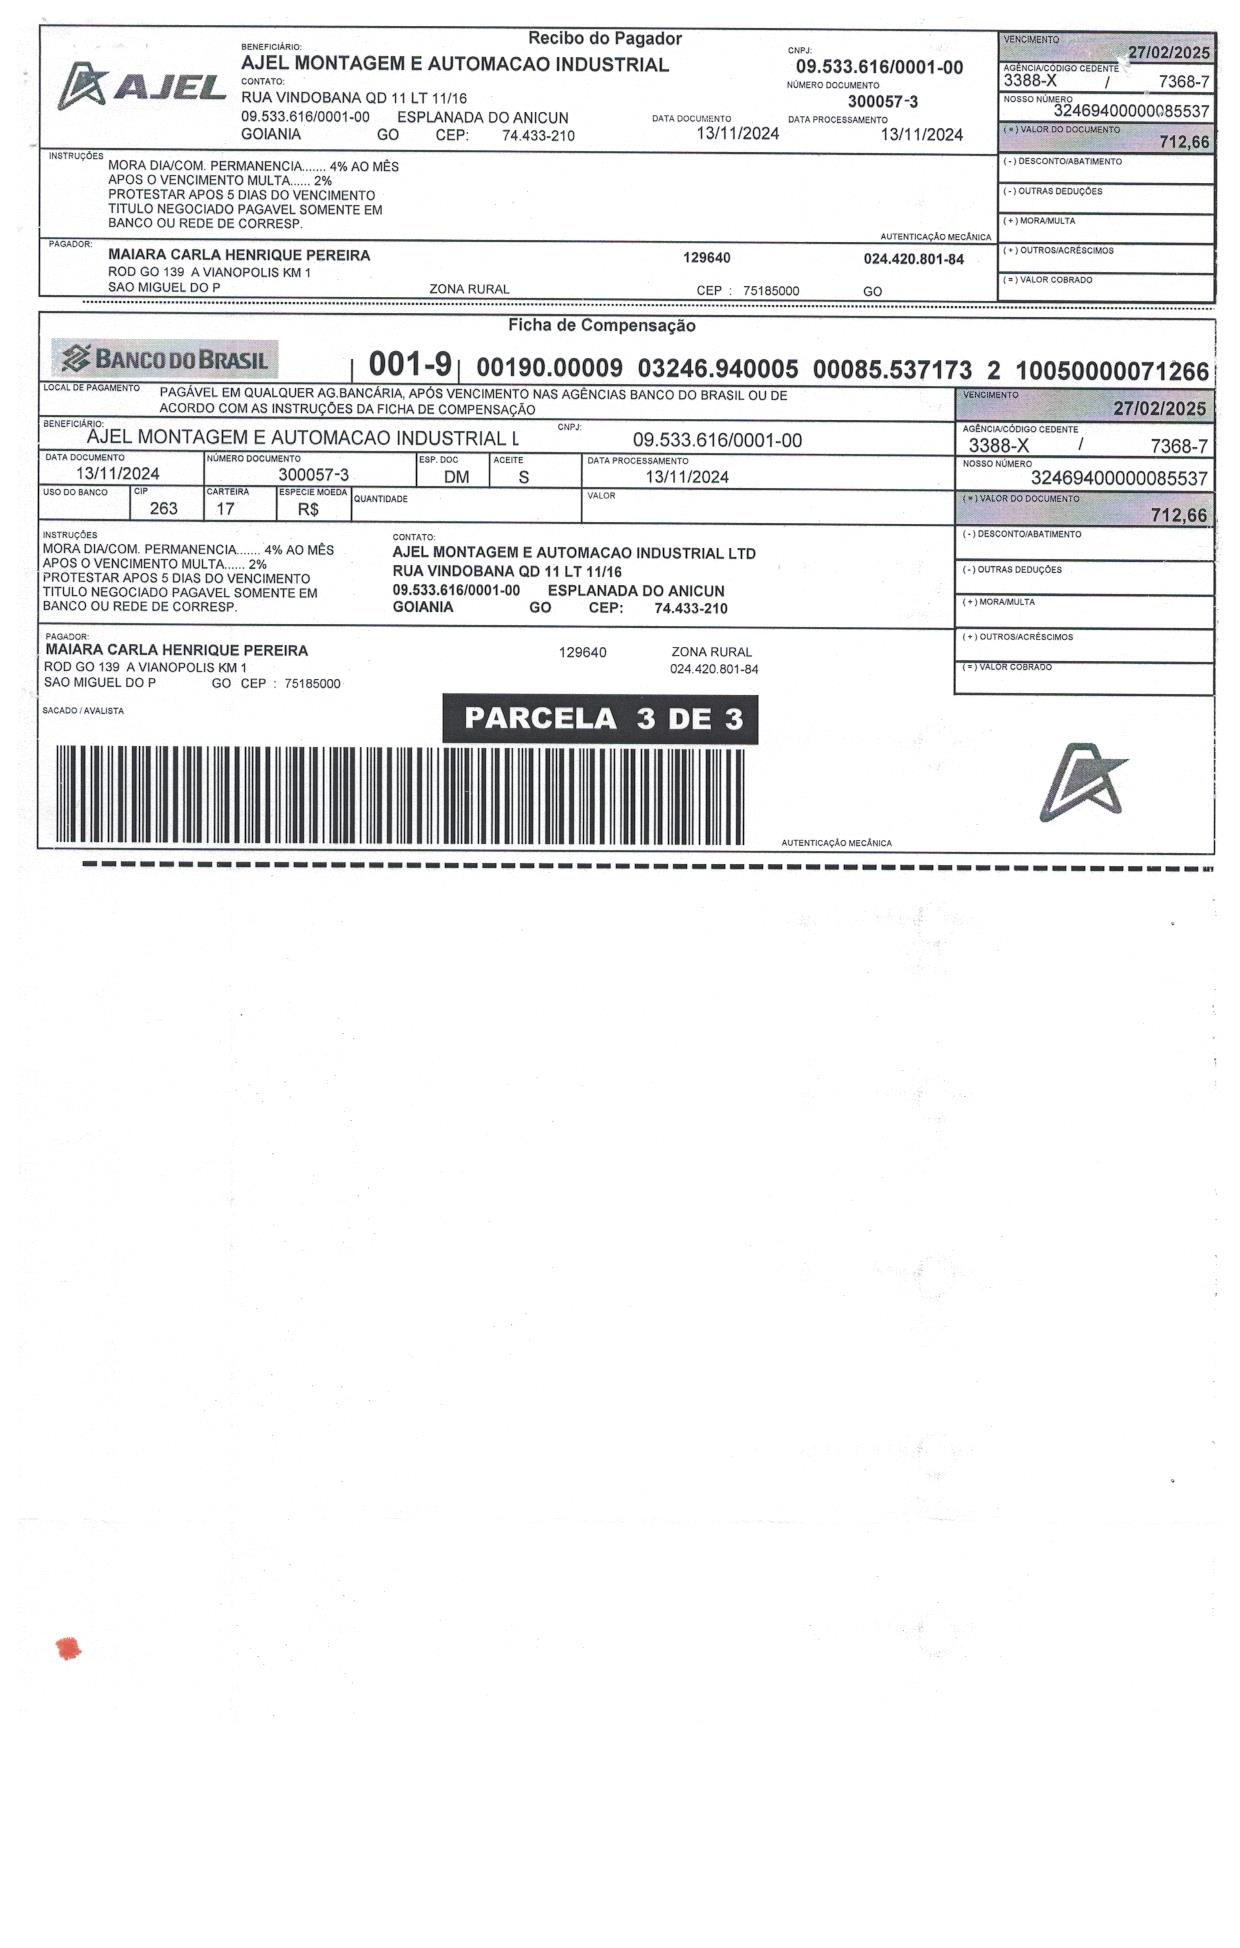 Recibo do Pagador
AJEL
BENEFICIÁRIO:
AJEL MONTAGEM E AUTOMACAO INDUSTRIAL
CNPJ:
09.533.616/0001-00
CONTATO:
RUA VINDOBANA QD 11 LT 11/16
NÚMERO DOCUMENTO
300057-3
09.533.616/0001-00 ESPLANADA DO ANICUN
GOIANIA GO CEP: 74.433-210
DATA DOCUMENTO
13/11/2024
DATA PROCESSAMENTO
13/11/2024
VENCIMENTO
27/02/2025
AGÊNCIA/CÓDIGO CEDENTE
3388-X / 7368-7
NOSSO NÚMERO
32469400000085537
( = ) VALOR DO DOCUMENTO
712,66
( - ) DESCONTO/ABATIMENTO
( - ) OUTRAS DEDUÇÕES
( + ) MORA/MULTA
( + ) OUTROS/ACRÉSCIMOS
( = ) VALOR COBRADO
INSTRUÇÕES
MORA DIA/COM. PERMANENCIA....... 4% AO MÊS
APOS O VENCIMENTO MULTA...... 2%
PROTESTAR APOS 5 DIAS DO VENCIMENTO
TITULO NEGOCIADO PAGAVEL SOMENTE EM
BANCO OU REDE DE CORRESP.
AUTENTICAÇÃO MECÂNICA
PAGADOR:
MAIARA CARLA HENRIQUE PEREIRA 129640 024.420.801-84
ROD GO 139 A VIANOPOLIS KM 1
SAO MIGUEL DO P ZONA RURAL CEP : 75185000 GO
Ficha de Compensação
BANCO DO BRASIL
001-9 00190.00009 03246.940005 00085.537173 2 10050000071266
LOCAL DE PAGAMENTO
PAGÁVEL EM QUALQUER AG.BANCÁRIA, APÓS VENCIMENTO NAS AGÊNCIAS BANCO DO BRASIL OU DE
ACORDO COM AS INSTRUÇÕES DA FICHA DE COMPENSAÇÃO
VENCIMENTO
27/02/2025
BENEFICIÁRIO:
AJEL MONTAGEM E AUTOMACAO INDUSTRIAL L
CNPJ:
09.533.616/0001-00
AGÊNCIA/CÓDIGO CEDENTE
3388-X / 7368-7
DATA DOCUMENTO
13/11/2024
NÚMERO DOCUMENTO
300057-3
ESP. DOC
DM
ACEITE
S
DATA PROCESSAMENTO
13/11/2024
NOSSO NÚMERO
32469400000085537
USO DO BANCO
CIP
263
CARTEIRA
17
ESPECIE MOEDA
R$
QUANTIDADE
VALOR
( = ) VALOR DO DOCUMENTO
712,66
INSTRUÇÕES
MORA DIA/COM. PERMANENCIA....... 4% AO MÊS
APOS O VENCIMENTO MULTA...... 2%
PROTESTAR APOS 5 DIAS DO VENCIMENTO
TITULO NEGOCIADO PAGAVEL SOMENTE EM
BANCO OU REDE DE CORRESP.
CONTATO:
AJEL MONTAGEM E AUTOMACAO INDUSTRIAL LTD
RUA VINDOBANA QD 11 LT 11/16
09.533.616/0001-00 ESPLANADA DO ANICUN
GOIANIA GO CEP: 74.433-210
( - ) DESCONTO/ABATIMENTO
( - ) OUTRAS DEDUÇÕES
( + ) MORA/MULTA
( + ) OUTROS/ACRÉSCIMOS
( = ) VALOR COBRADO
PAGADOR:
MAIARA CARLA HENRIQUE PEREIRA 129640 ZONA RURAL
ROD GO 139 A VIANOPOLIS KM 1 024.420.801-84
SAO MIGUEL DO P GO CEP : 75185000
SACADO / AVALISTA
PARCELA 3 DE 3
AUTENTICAÇÃO MECÂNICA